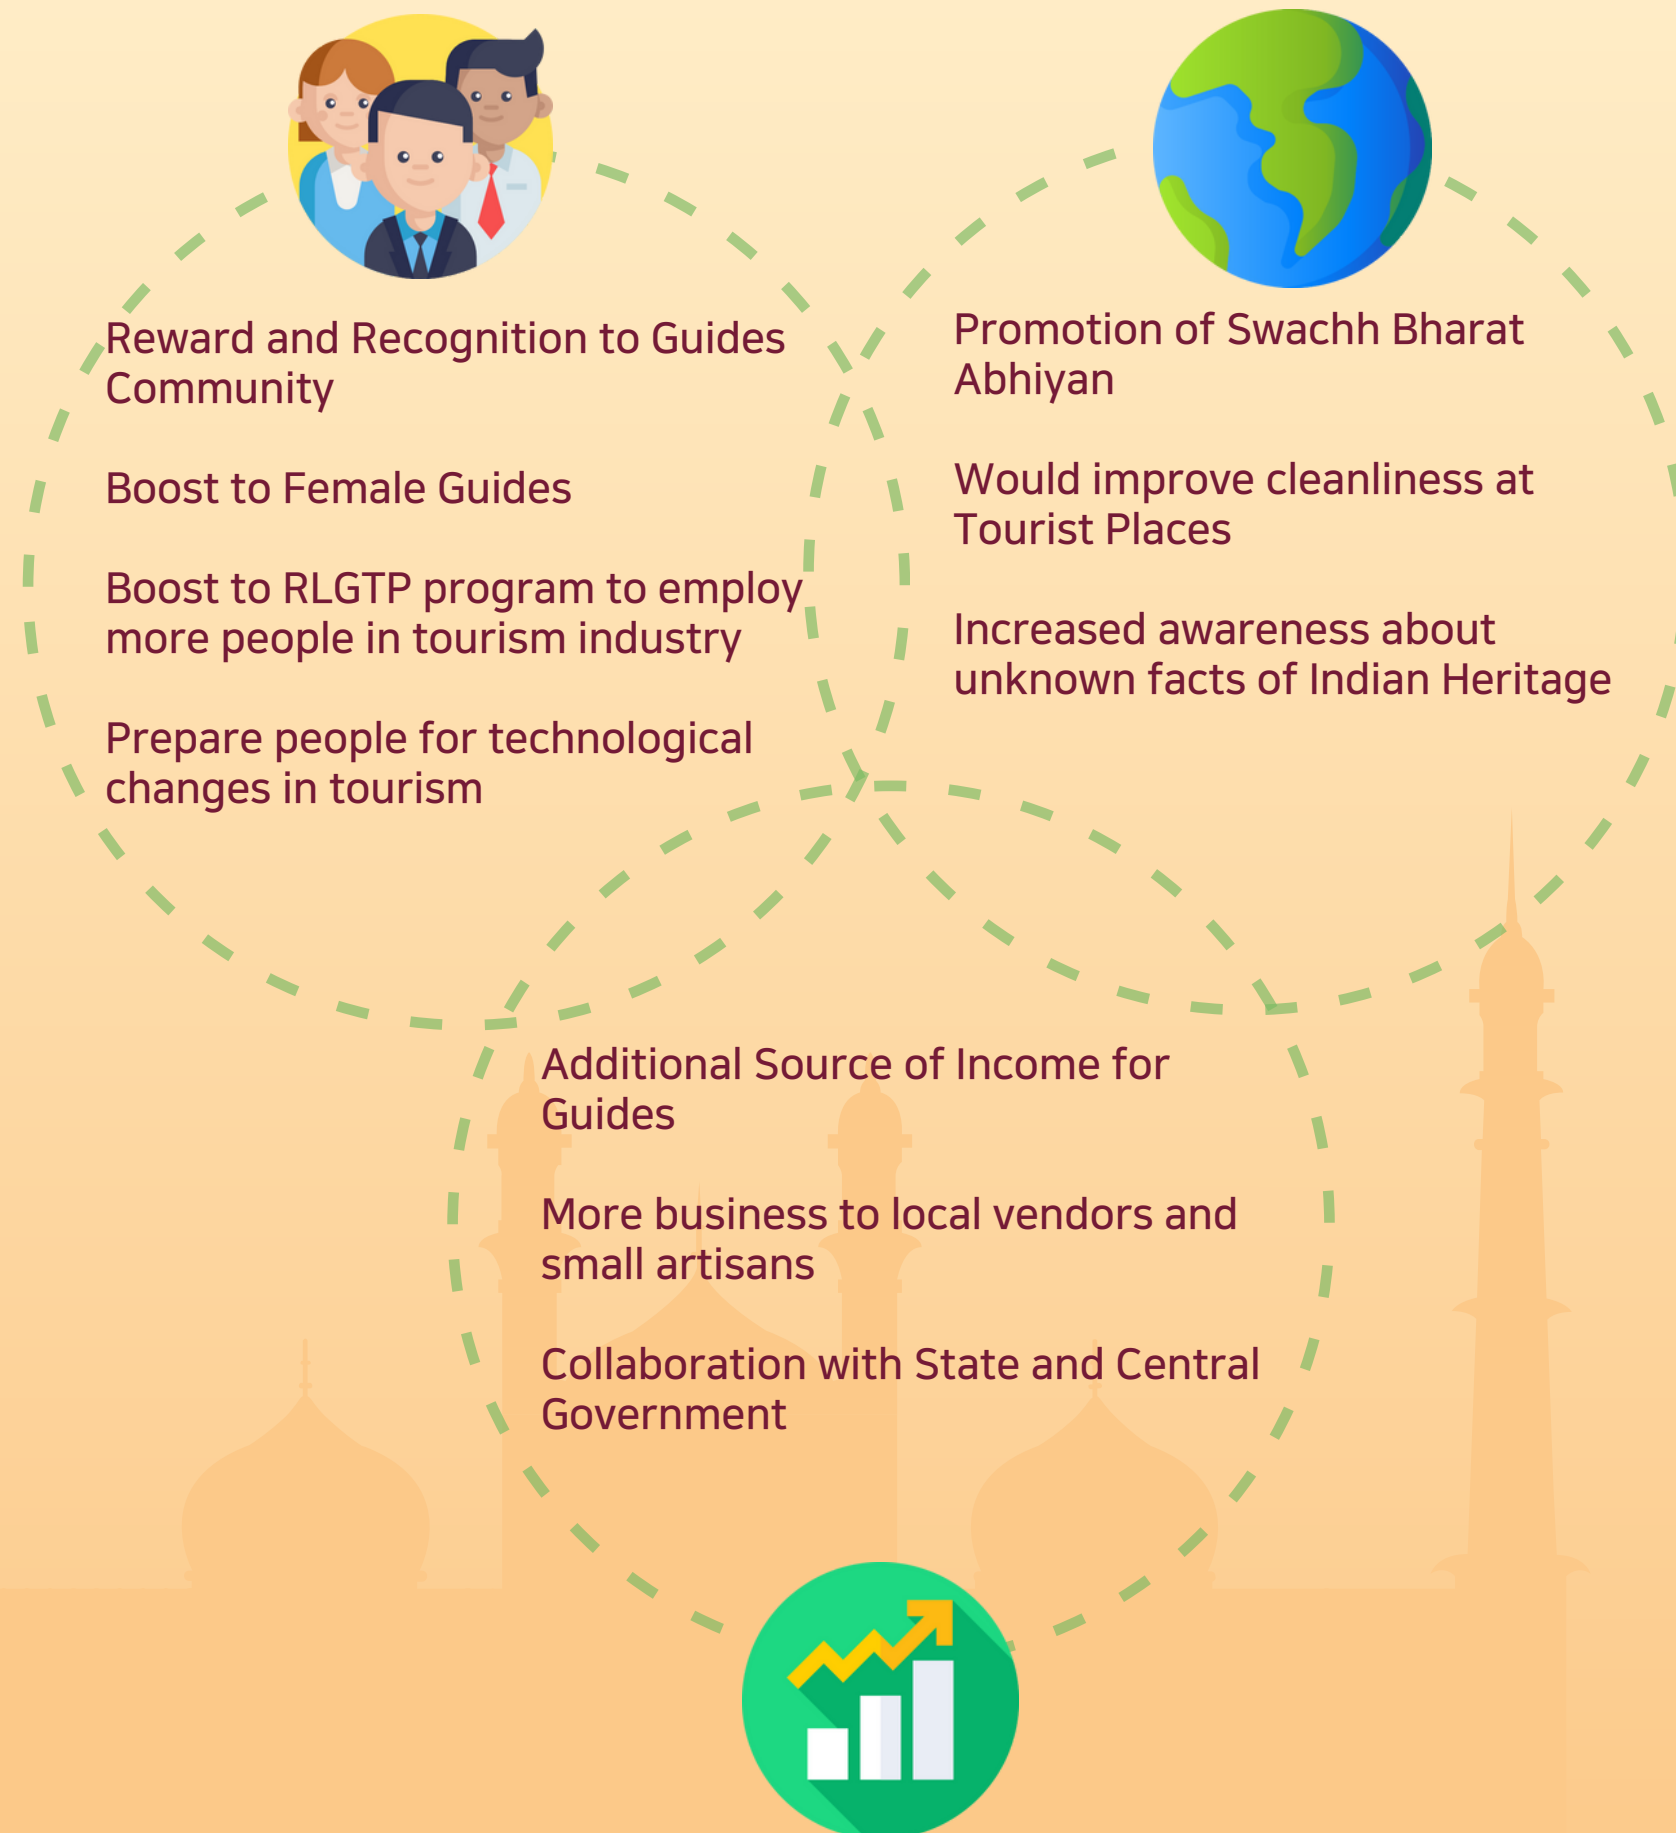 Reward and Recognition to Guides
Community
Boost to Female Guides
Boost to RLGTP program to employ
more people in tourism industry
Prepare people for technological
changes in tourism
Promotion of Swachh Bharat
Abhiyan
Would improve cleanliness at
Tourist Places
Increased awareness about
unknown facts of Indian Heritage
Additional Source of Income for
Guides
More business to local vendors and
small artisans
Collaboration with State and Central
Government